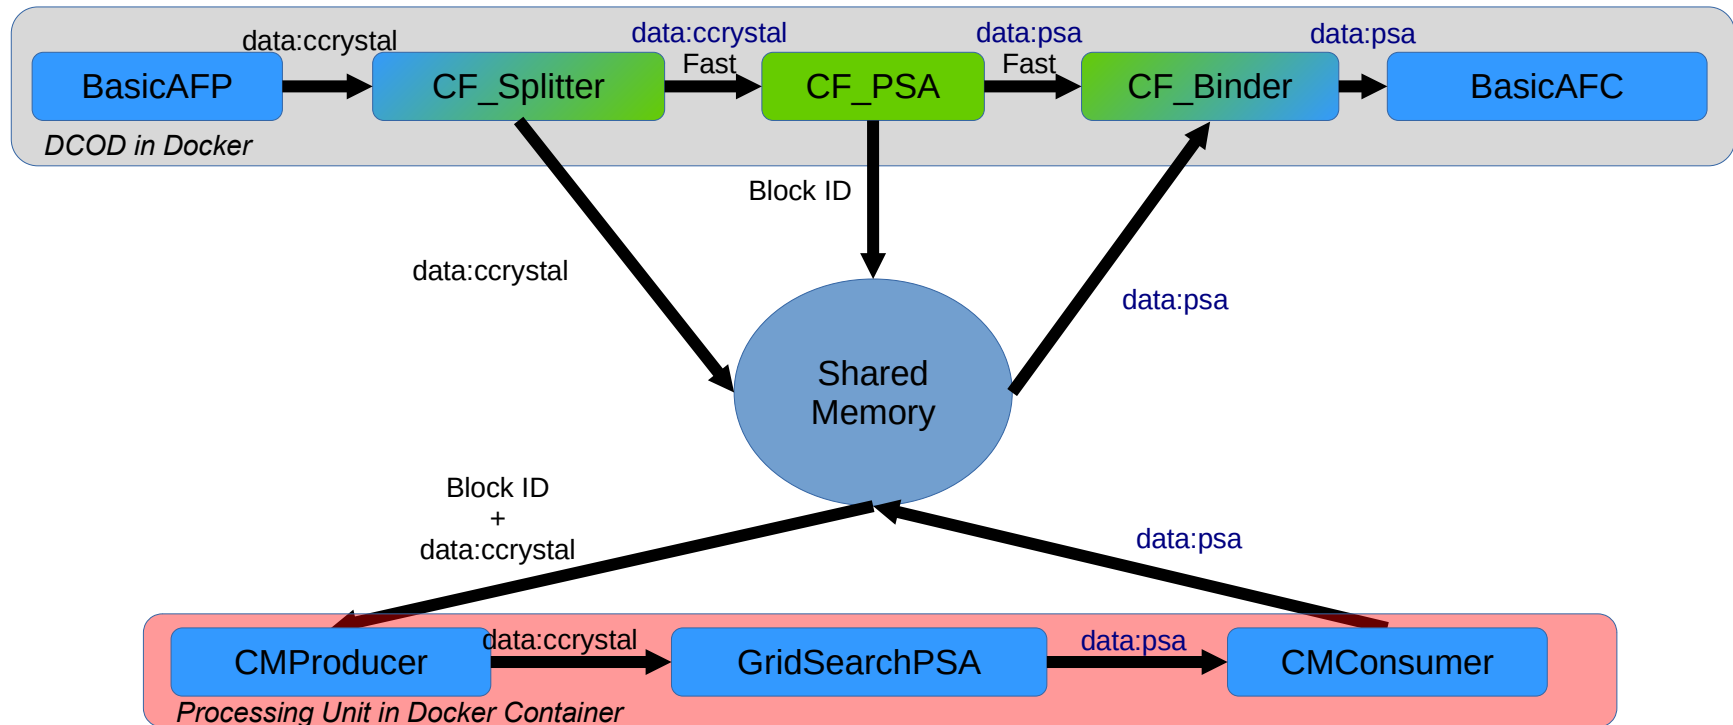 data:ccrystal
data:ccrystal
Fast
data:psa
Fast
data:psa
BasicAFP
CF_Splitter
CF_PSA
CF_Binder
BasicAFC
DCOD in Docker
Block ID
data:ccrystal
data:psa
Shared
Memory
Block ID
+
data:ccrystal
data:psa
CMProducer
data:ccrystal
GridSearchPSA
data:psa
CMConsumer
Processing Unit in Docker Container